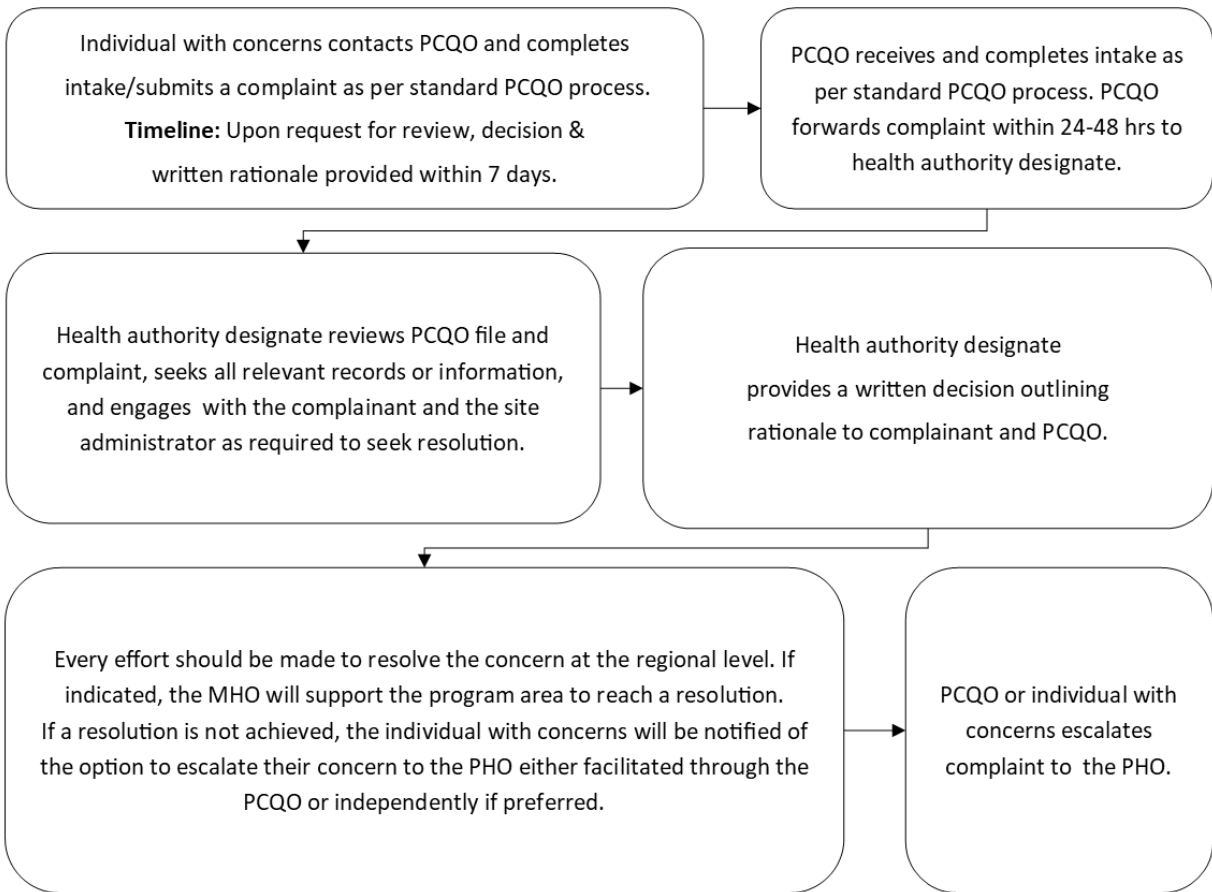 Individual with concerns contacts PCQO and completes
intake/submits a complaint as per standard PCQO process.
Timeline: Upon request for review, decision &
written rationale provided within 7 days.
PCQO receives and completes intake as
per standard PCQO process. PCQO
forwards complaint within 24-48 hrs to
health authority designate.
Health authority designate reviews PCQO file and
complaint, seeks all relevant records or information,
and engages with the complainant and the site
administrator as required to seek resolution.
Health authority designate
provides a written decision outlining
rationale to complainant and PCQO.
Every effort should be made to resolve the concern at the regional level. If
indicated, the MHO will support the program area to reach a resolution.
If a resolution is not achieved, the individual with concerns will be notified of
the option to escalate their concern to the PHO either facilitated through the
PCQO or independently if preferred.
PCQO or individual with
concerns escalates
complaint to the PHO.